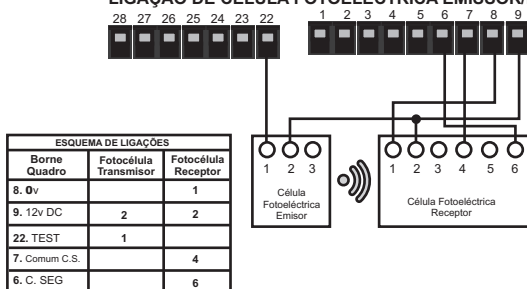 LIGAÇÃO DE CÉLULA FOTOELÉCTRICA EMISSOR/
28 27 26 25 24 23 22
1 2 3 4 5 6 7 8 9
1 2 3
Célula
Fotoeléctrica
Emisor
1 2 3 4 5 6
Célula Fotoeléctrica
Receptor
ESQUEMA DE LIGAÇÕES
Borne Quadro Fotocélula Transmisor Fotocélula Receptor
8. 0v 1
9. 12v DC 2 2
22. TEST 1
7. Comum C.S. 4
6. C. SEG 6